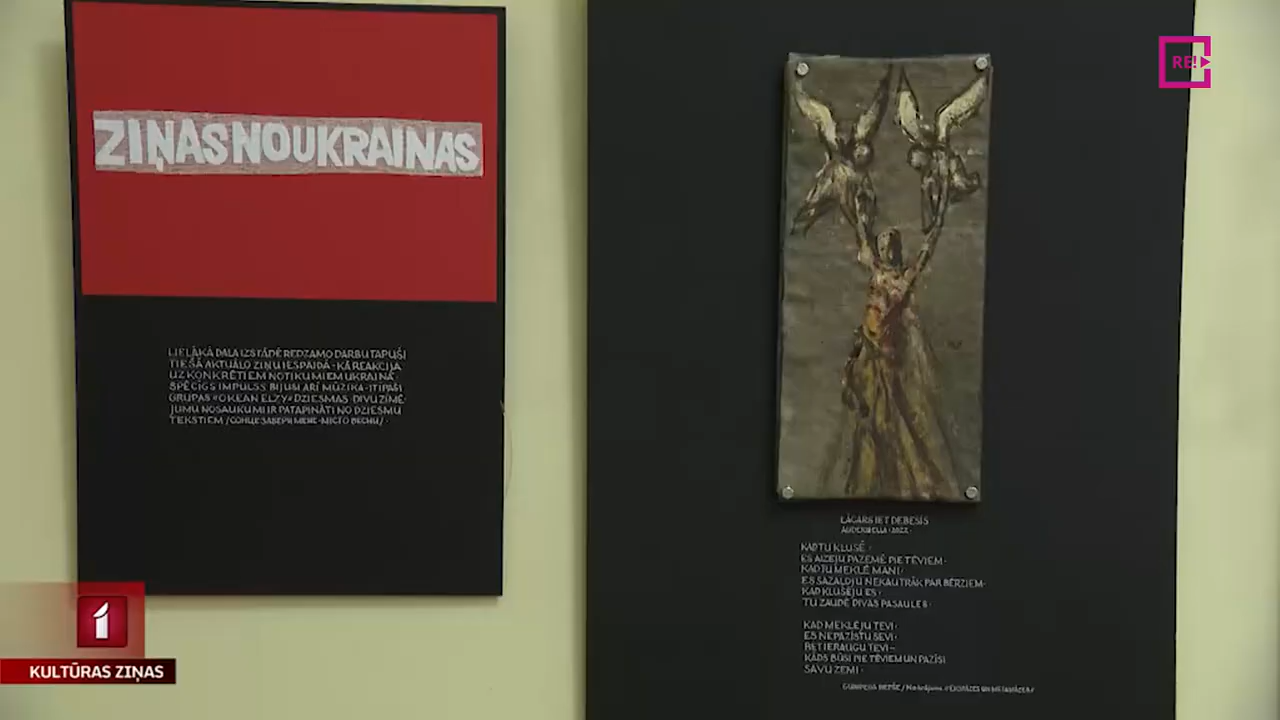 ZIŅAS NO UKRAINAS
LIELĀKĀ DAĻA IZSTĀDĒ REDZAMO DARBU TAPUŠI
TIEŠĀ AKTUĀLO ZIŅU IESPAIDĀ - KĀ REAKCIJA
UZ KONKRĒTIEM NOTIKUMIEM UKRAINĀ.
SPĒCĪGS IMPULSS BIJUSI ARĪ MŪZIKA - ITĪPAŠI
GRUPAS «OKEAN ELZY» DZIESMAS. DIVU ZĪMĒ-
JUMU NOSAUKUMI IR PATAPINĀTI NO DZIESMU
TEKSTIEM /
RE!
IET DEBESĪS
2022
KAD TU KLUSĒ
ES AIZEJU PAZEMĒ PIE TĒVIEM
KAD TU MEKLĒ MANI
ES SAZAĻOJU NEKAUTRĀK PAR BĒRZIEM
KAD KLUSĒJU ES
TU ZAUDĒ DIVAS PASAULES
KAD MEKLĒJU TEVI
ES NEPAZĪSTU SEVI
BET IERAUGU TEVI -
KĀDS BŪSI PIE TĒVIEM UN PAZĪSI
SAVU ZEMI
1
KULTŪRAS ZIŅAS